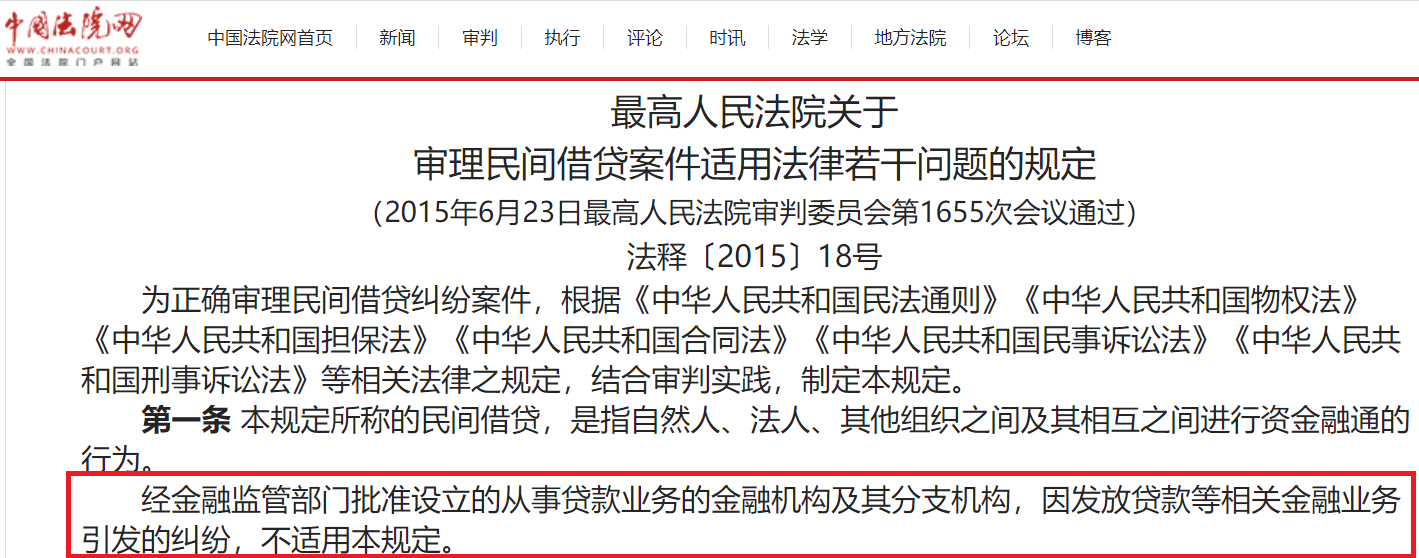 中国法院网
WWW.CHINACOURT.ORG
全国法院门户网站
中国法院网首页 新闻 审判 执行 评论 时讯 法学 地方法院 论坛 博客
最高人民法院关于
审理民间借贷案件适用法律若干问题的规定
（2015年6月23日最高人民法院审判委员会第1655次会议通过）
法释〔2015〕18号
为正确审理民间借贷纠纷案件，根据《中华人民共和国民法通则》《中华人民共和国物权法》
《中华人民共和国担保法》《中华人民共和国合同法》《中华人民共和国民事诉讼法》《中华人民共
和国刑事诉讼法》等相关法律之规定，结合审判实践，制定本规定。
第一条 本规定所称的民间借贷，是指自然人、法人、其他组织之间及其相互之间进行资金融通的
行为。
经金融监管部门批准设立的从事贷款业务的金融机构及其分支机构，因发放贷款等相关金融业务
引发的纠纷，不适用本规定。